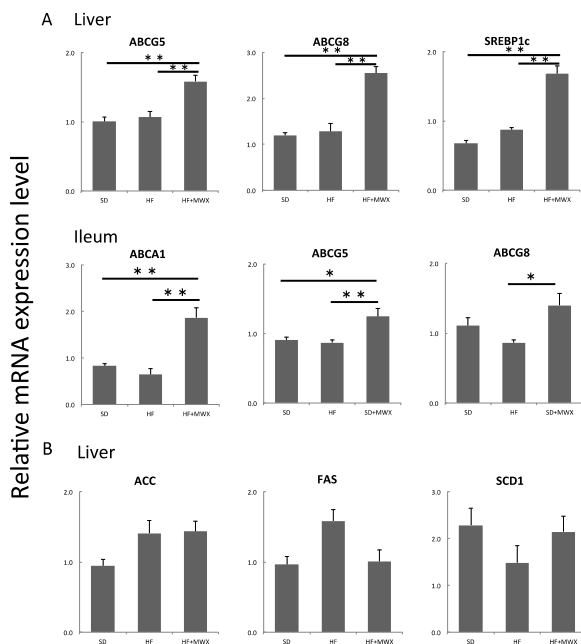 A Liver
ABCG5 ABCG8 SREBP1c
2.0 ** 3.0 ** 2.0 **
** ** **
1.0 2.0 1.0
1.0
0.0 0.0 0.0
SD HF HF+MWX SD HF HF+MWX SD HF HF+MWX
Relative mRNA expression level
Ileum
ABCA1 ABCG5 ABCG8
3.0 ** 2.0 * 2.0 *
2.0 ** **
1.0 1.0 1.0
0.0 0.0 0.0
SD HF HF+MWX SD HF SD+MWX SD HF SD+MWX
B Liver
ACC FAS SCD1
2.0 2.0 3.0
2.0
1.0 1.0 1.0
0.0 0.0 0.0
SD HF HF+MWX SD HF HF+MWX SD HF HF+MWX